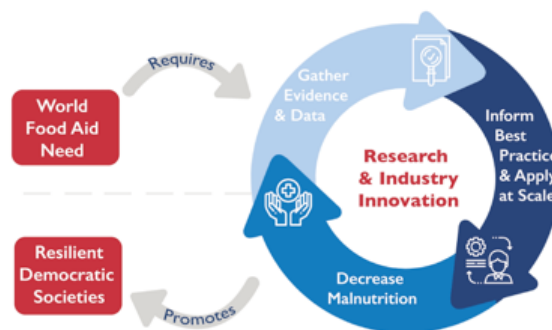 Requires
World
Food Aid
Need
Gather
Evidence
& Data
Inform
Best
Practice
& Apply
at Scale
Research
& Industry
Innovation
Resilient
Democratic
Societies
Decrease
Malnutrition
Promotes